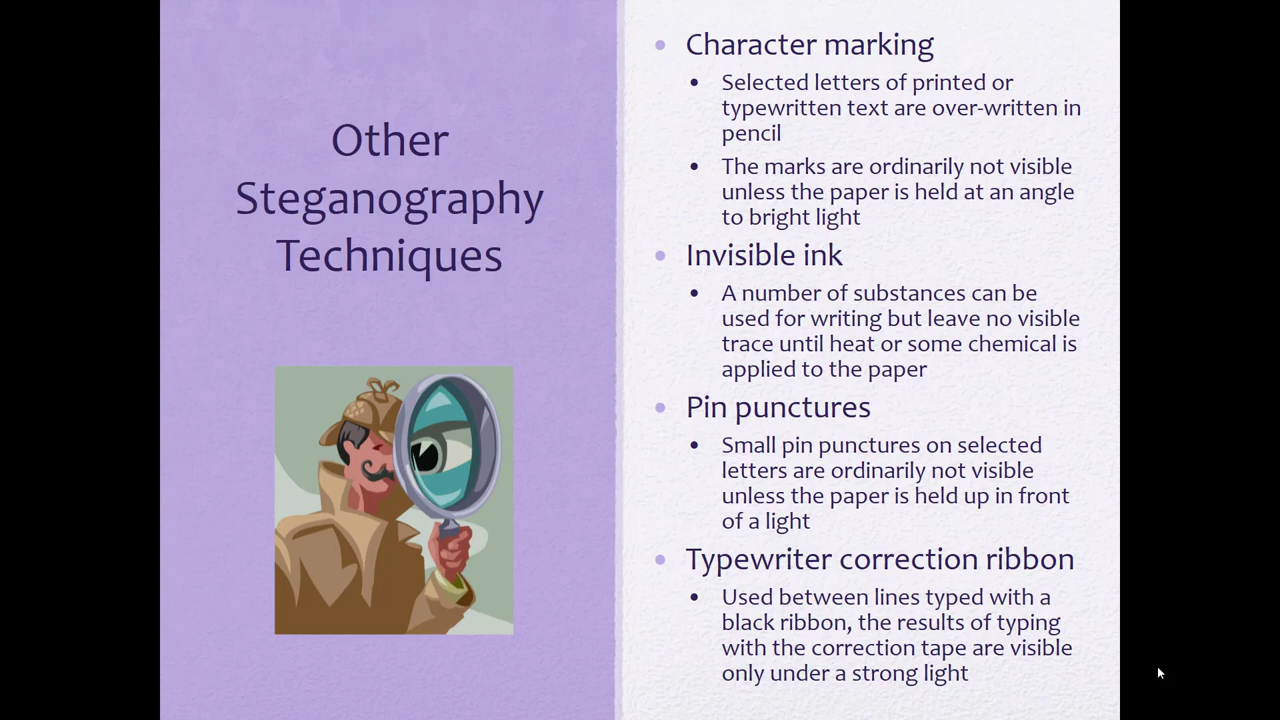 Other
Steganography
Techniques
• Character marking
• Selected letters of printed or
typewritten text are over-written in
pencil
• The marks are ordinarily not visible
unless the paper is held at an angle
to bright light
• Invisible ink
• A number of substances can be
used for writing but leave no visible
trace until heat or some chemical is
applied to the paper
• Pin punctures
• Small pin punctures on selected
letters are ordinarily not visible
unless the paper is held up in front
of a light
• Typewriter correction ribbon
• Used between lines typed with a
black ribbon, the results of typing
with the correction tape are visible
only under a strong light